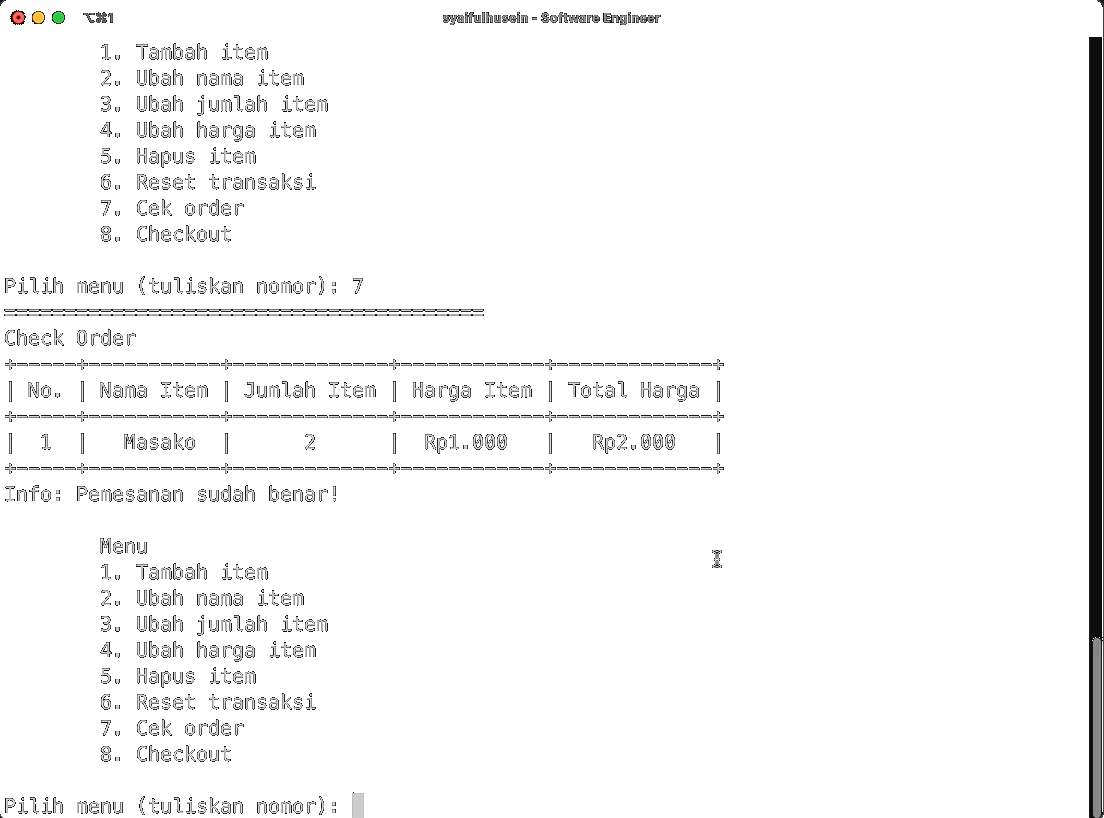 ⌥⌘1
syaifulhusein - Software Engineer
1. Tambah item
2. Ubah nama item
3. Ubah jumlah item
4. Ubah harga item
5. Hapus item
6. Reset transaksi
7. Cek order
8. Checkout
Pilih menu (tuliskan nomor): 7
========================================
Check Order
+------+------------+--------------+-------------+--------------+
| No. | Nama Item | Jumlah Item | Harga Item | Total Harga |
+------+------------+--------------+-------------+--------------+
| 1 | Masako | 2 | Rp1.000 | Rp2.000 |
+------+------------+--------------+-------------+--------------+
Info: Pemesanan sudah benar!
Menu
1. Tambah item
2. Ubah nama item
3. Ubah jumlah item
4. Ubah harga item
5. Hapus item
6. Reset transaksi
7. Cek order
8. Checkout
Pilih menu (tuliskan nomor):